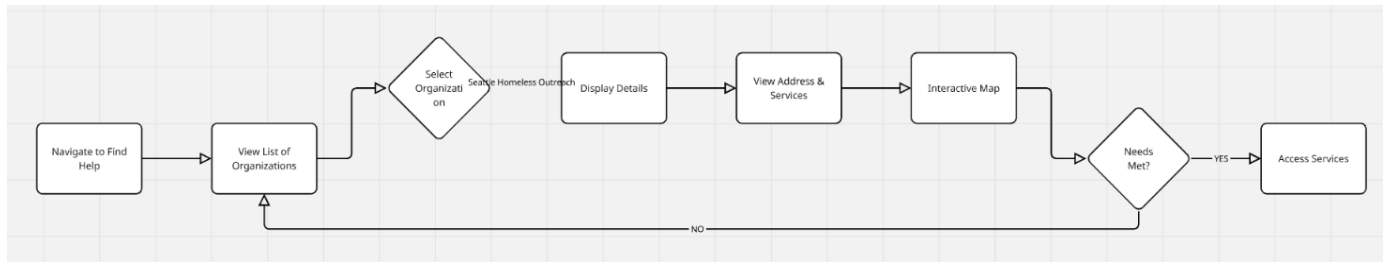 Navigate to Find
Help
View List of
Organizations
Select
Organizati
on
Seattle Homeless Outreach
Display Details
View Address &
Services
Interactive Map
Needs
Met?
YES
Access Services
NO